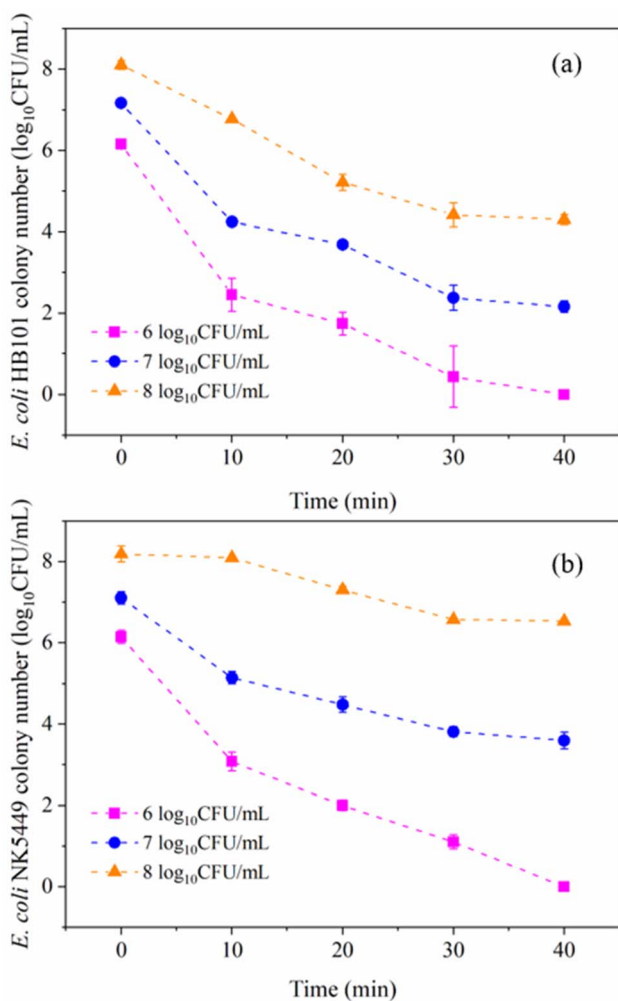 (a)
E. coli HB101 colony number (log₁₀CFU/mL)
8
6
4
2
0
6 log₁₀CFU/mL
7 log₁₀CFU/mL
8 log₁₀CFU/mL
0 10 20 30 40
Time (min)
(b)
E. coli NK5449 colony number (log₁₀CFU/mL)
8
6
4
2
0
6 log₁₀CFU/mL
7 log₁₀CFU/mL
8 log₁₀CFU/mL
0 10 20 30 40
Time (min)